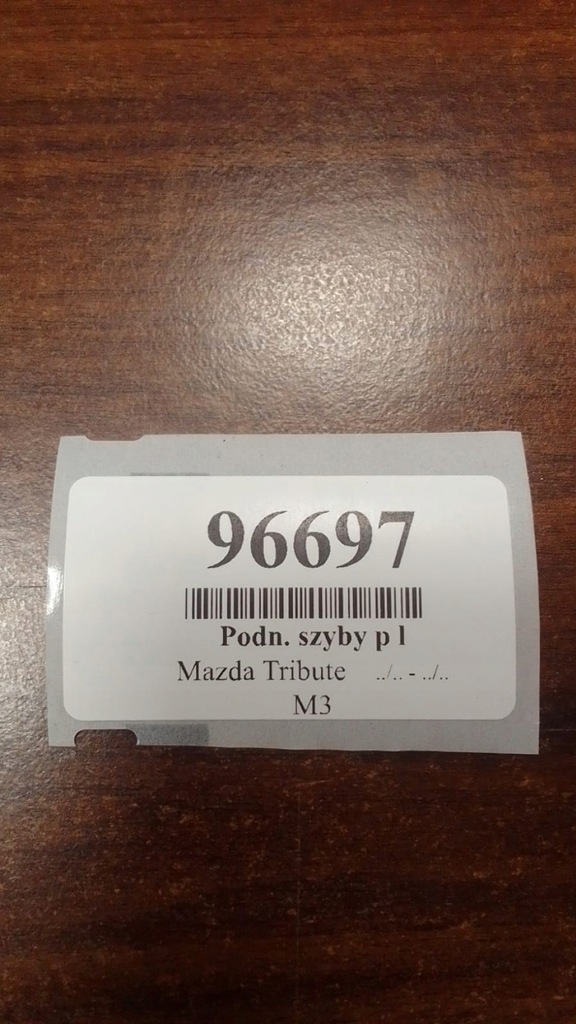 96697
Podn. szyby p l
Mazda Tribute ../.. - ../..
M3